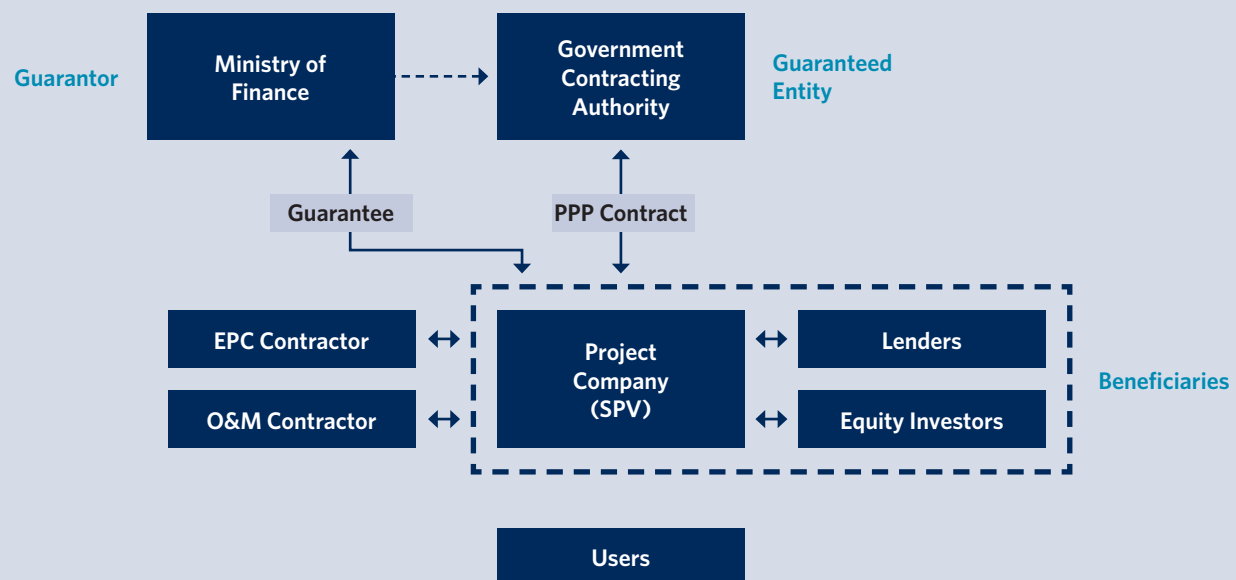 Guarantor
Ministry of
Finance
Government
Contracting
Authority
Guaranteed
Entity
Guarantee
PPP Contract
EPC Contractor
Project
Company
(SPV)
Lenders
Beneficiaries
O&M Contractor
Equity Investors
Users